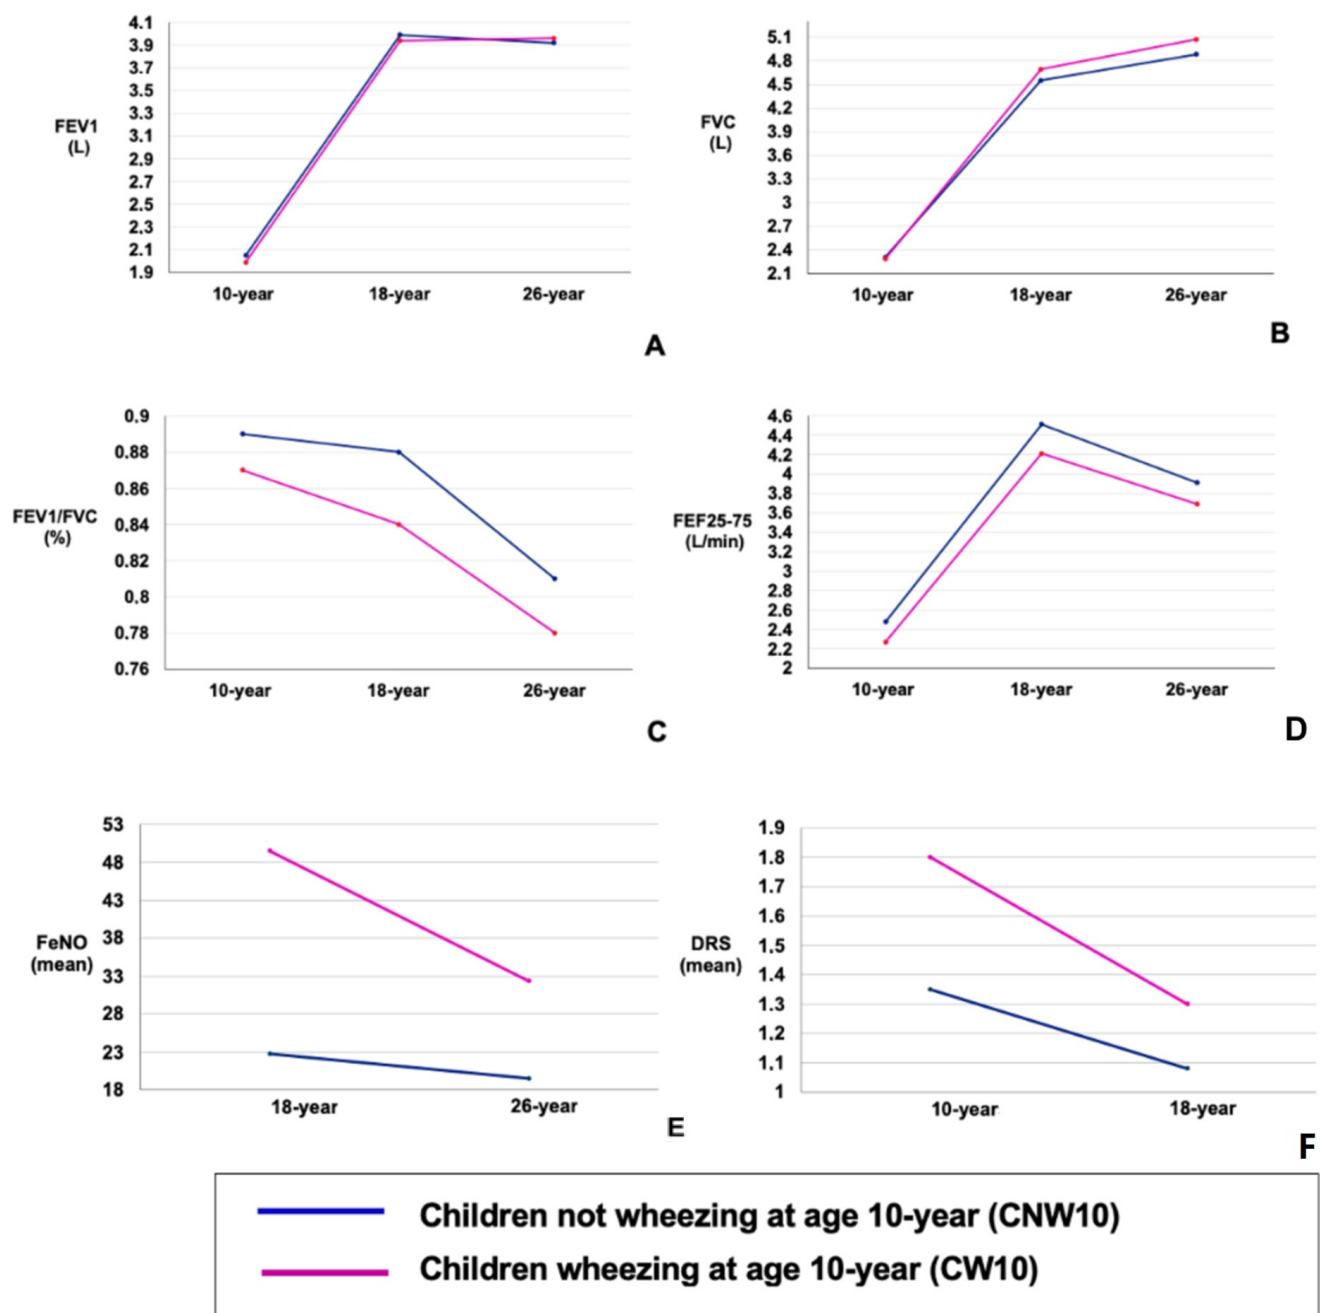 4.1
3.9
3.7
3.5
3.3
3.1
2.9
2.7
2.5
2.3
2.1
1.9
FEV1
(L)
10-year 18-year 26-year
A
5.1
4.8
4.5
4.2
3.9
3.6
3.3
3
2.7
2.4
2.1
FVC
(L)
10-year 18-year 26-year
B
0.9
0.88
0.86
0.84
0.82
0.8
0.78
0.76
FEV1/FVC
(%)
10-year 18-year 26-year
C
4.6
4.4
4.2
4
3.8
3.6
3.4
3.2
3
2.8
2.6
2.4
2.2
2
FEF25-75
(L/min)
10-year 18-year 26-year
D
53
48
43
38
33
28
23
18
FeNO
(mean)
18-year 26-year
E
1.9
1.8
1.7
1.6
1.5
1.4
1.3
1.2
1.1
1
DRS
(mean)
10-year 18-year
F
Children not wheezing at age 10-year (CNW10)
Children wheezing at age 10-year (CW10)